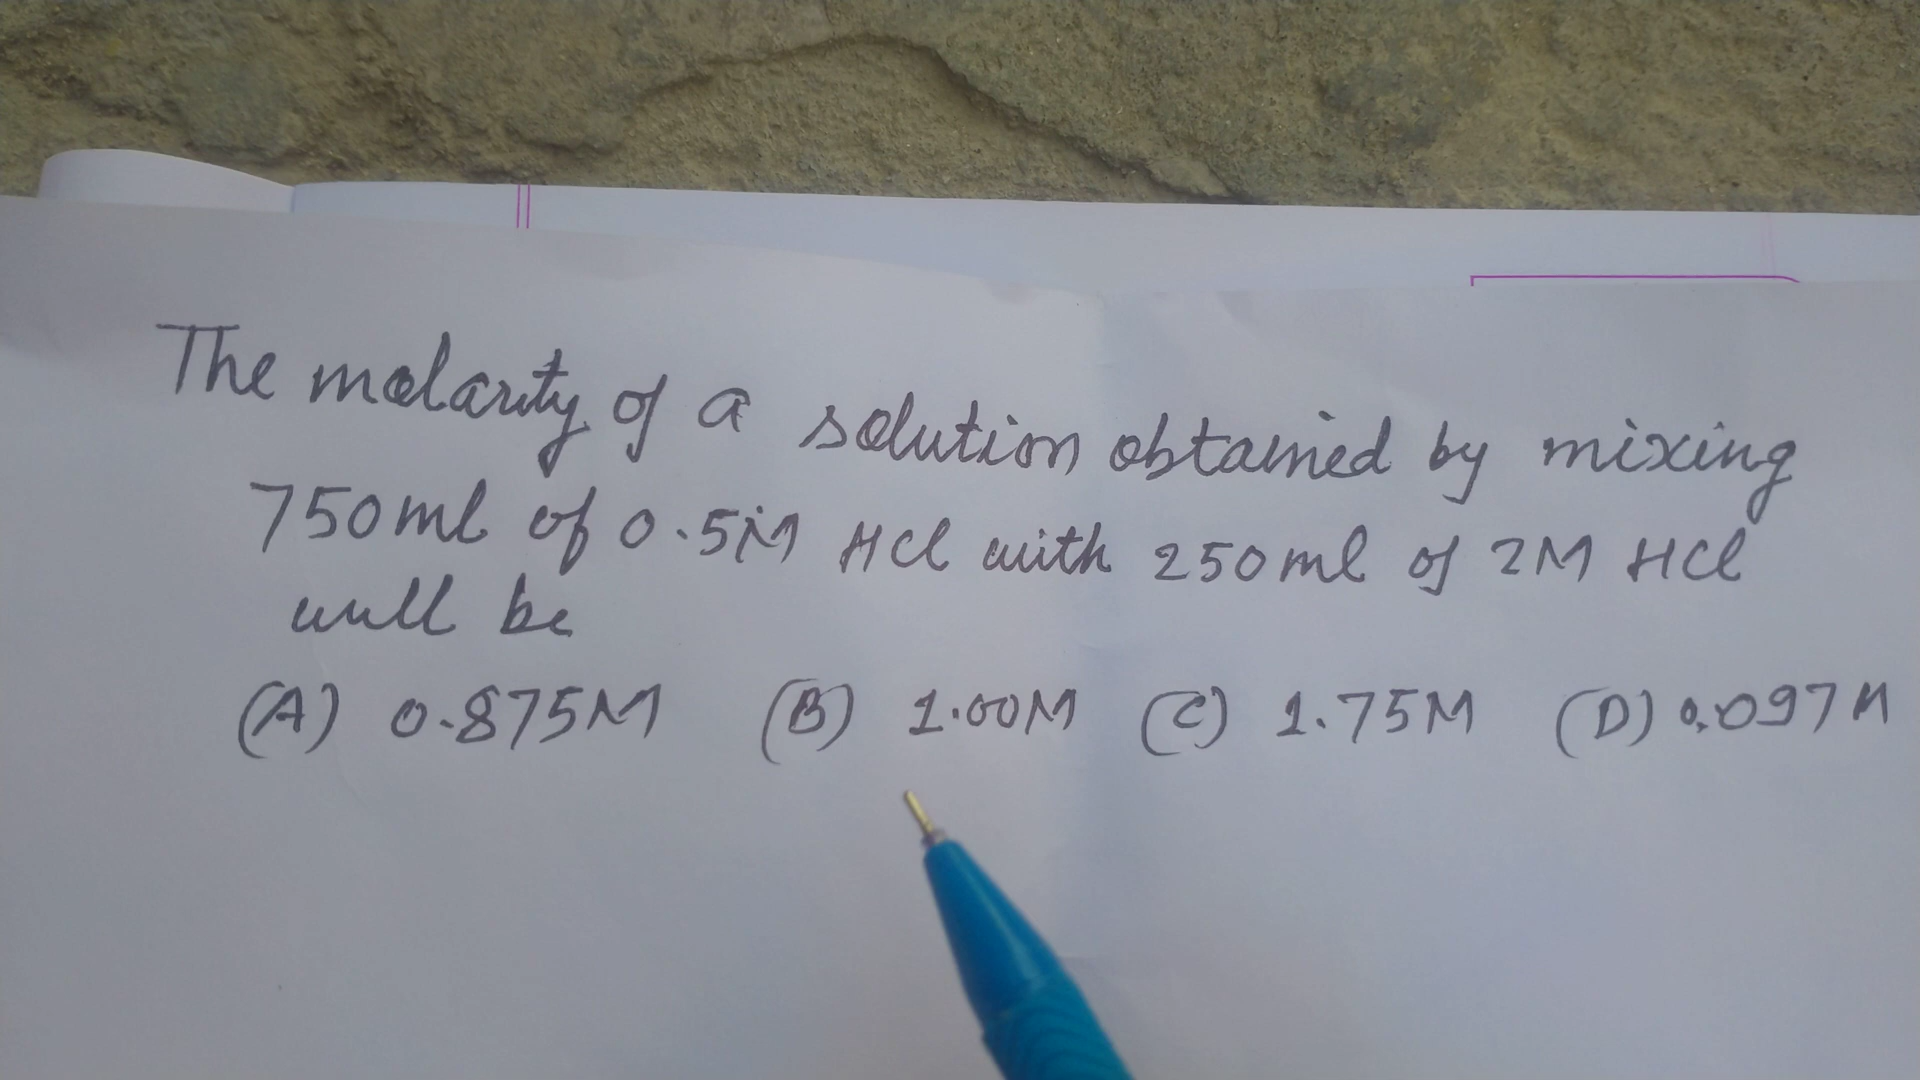 The molarity of a solution obtained by mixing
750ml of 0.5M HCl with 250ml of 2M HCl
will be
(A) 0.875M (B) 1.00M (C) 1.75M (D) 0.097M